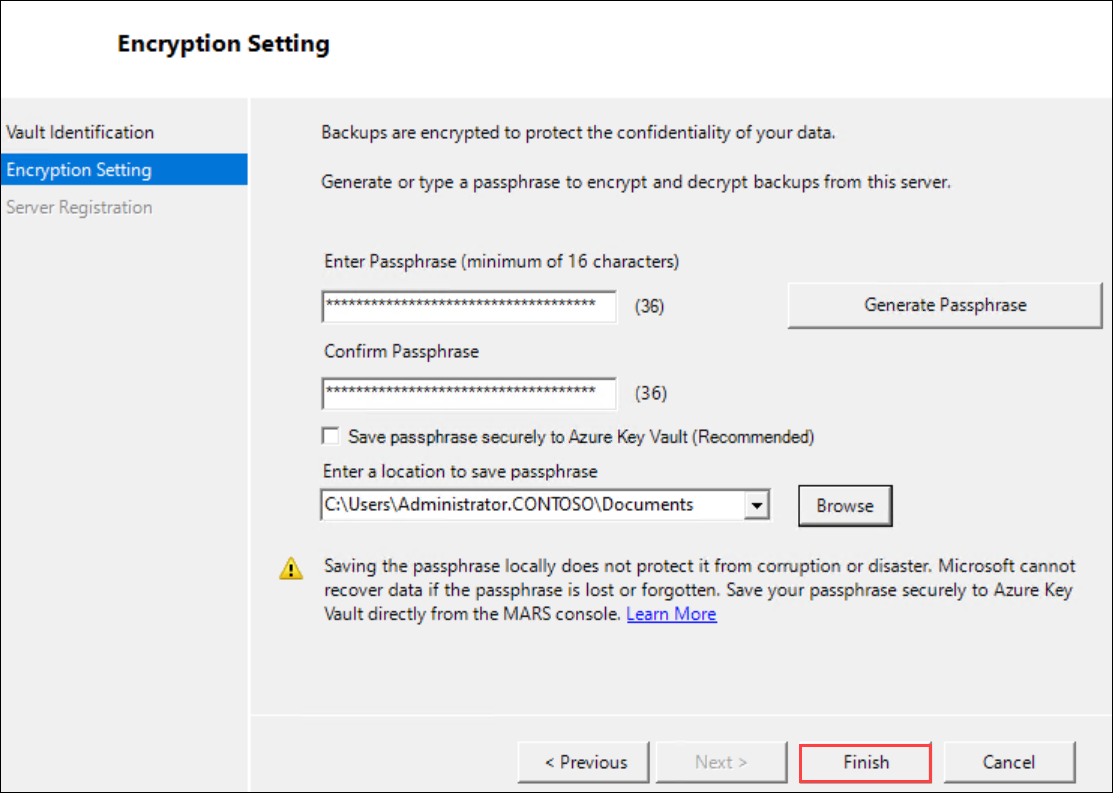 Encryption Setting
Vault Identification
Encryption Setting
Server Registration
Backups are encrypted to protect the confidentiality of your data.
Generate or type a passphrase to encrypt and decrypt backups from this server.
Enter Passphrase (minimum of 16 characters)
************************************ (36)
Generate Passphrase
Confirm Passphrase
************************************ (36)
Save passphrase securely to Azure Key Vault (Recommended)
Enter a location to save passphrase
C:\Users\Administrator.CONTOSO\Documents
Browse
Saving the passphrase locally does not protect it from corruption or disaster. Microsoft cannot
recover data if the passphrase is lost or forgotten. Save your passphrase securely to Azure Key
Vault directly from the MARS console. Learn More
< Previous
Next >
Finish
Cancel